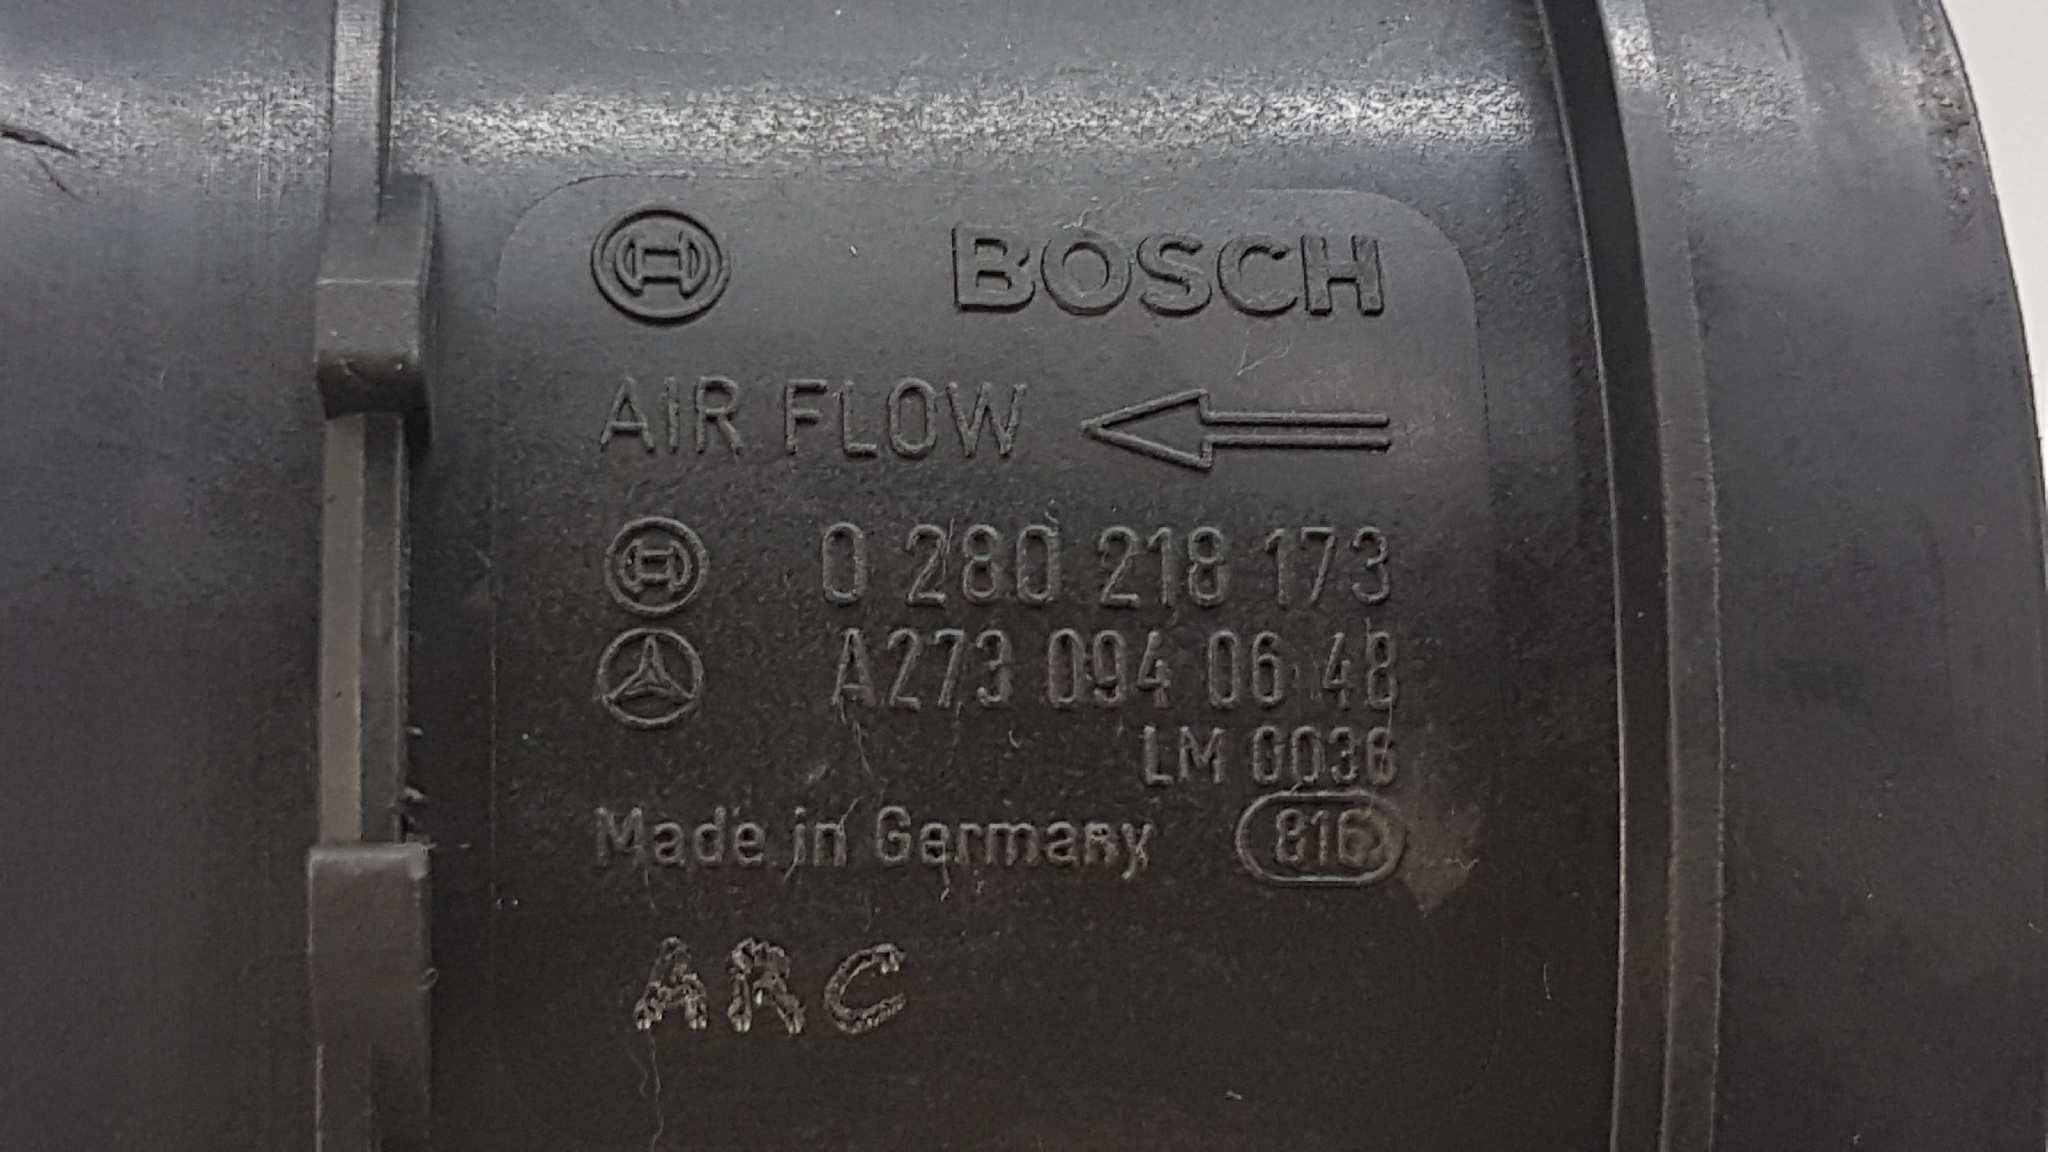 BOSCH
AIR FLOW
0 280 218 173
A273 094 06 48
LM 0036
Made in Germany 816
ARC